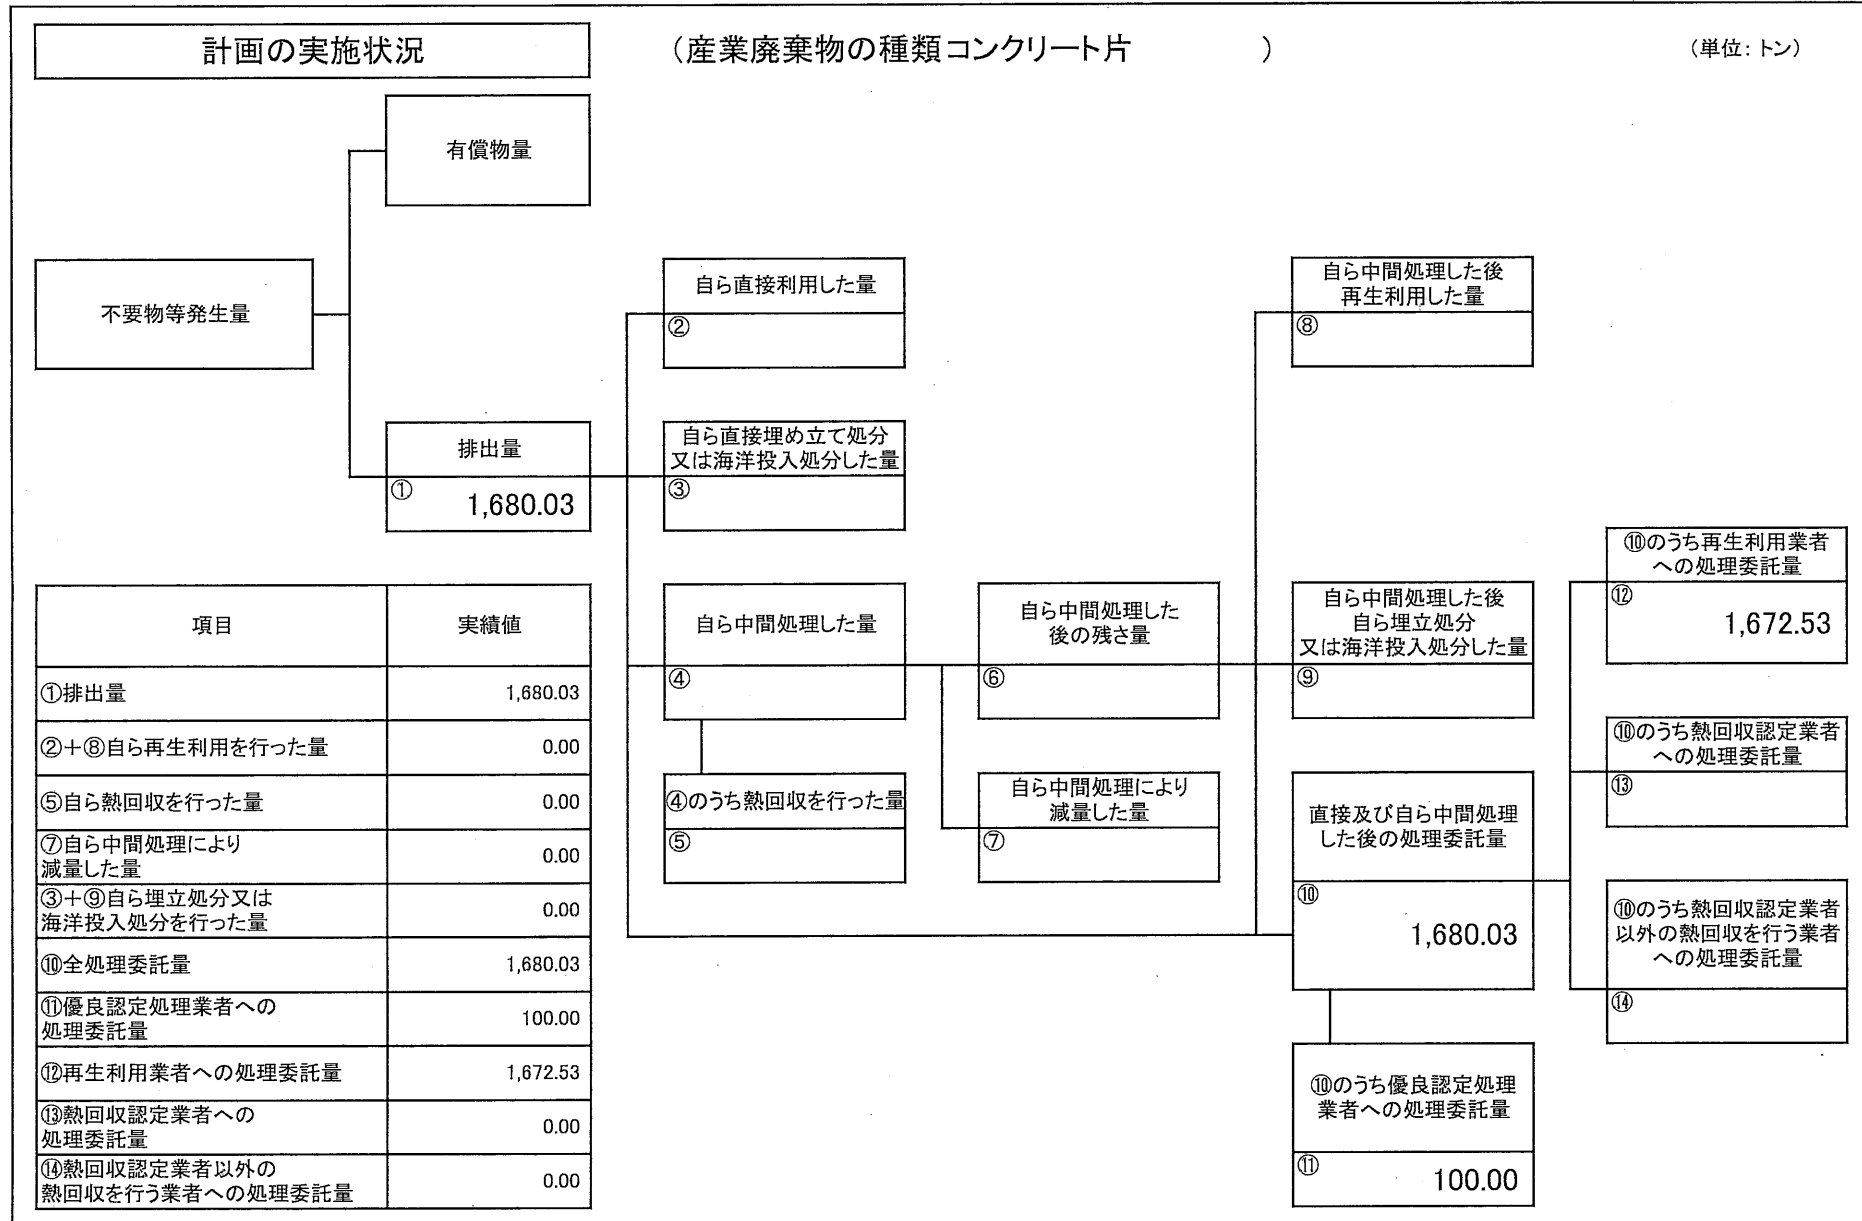 計画の実施状況
（産業廃棄物の種類コンクリート片　　　　）
（単位：トン）
有償物量
不要物等発生量
自ら直接利用した量
②
自ら中間処理した後
再生利用した量
⑧
排出量
①
1,680.03
自ら直接埋め立て処分
又は海洋投入処分した量
③
⑩のうち再生利用業者
への処理委託量
⑫
1,672.53
自ら中間処理した量
④
自ら中間処理した
後の残さ量
⑥
自ら中間処理した後
自ら埋立処分
又は海洋投入処分した量
⑨
⑩のうち熱回収認定業者
への処理委託量
⑬
④のうち熱回収を行った量
⑤
自ら中間処理により
減量した量
⑦
直接及び自ら中間処理
した後の処理委託量
⑩
1,680.03
⑩のうち熱回収認定業者
以外の熱回収を行う業者
への処理委託量
⑭
⑩のうち優良認定処理
業者への処理委託量
⑪
100.00
項目 実績値
①排出量 1,680.03
②＋⑧自ら再生利用を行った量 0.00
⑤自ら熱回収を行った量 0.00
⑦自ら中間処理により
減量した量 0.00
③＋⑨自ら埋立処分又は
海洋投入処分を行った量 0.00
⑩全処理委託量 1,680.03
⑪優良認定処理業者への
処理委託量 100.00
⑫再生利用業者への処理委託量 1,672.53
⑬熱回収認定業者への
処理委託量 0.00
⑭熱回収認定業者以外の
熱回収を行う業者への処理委託量 0.00